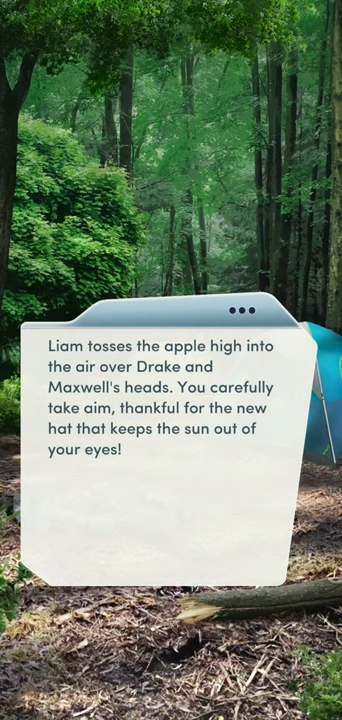 Liam tosses the apple high into
the air over Drake and
Maxwell's heads. You carefully
take aim, thankful for the new
hat that keeps the sun out of
your eyes!